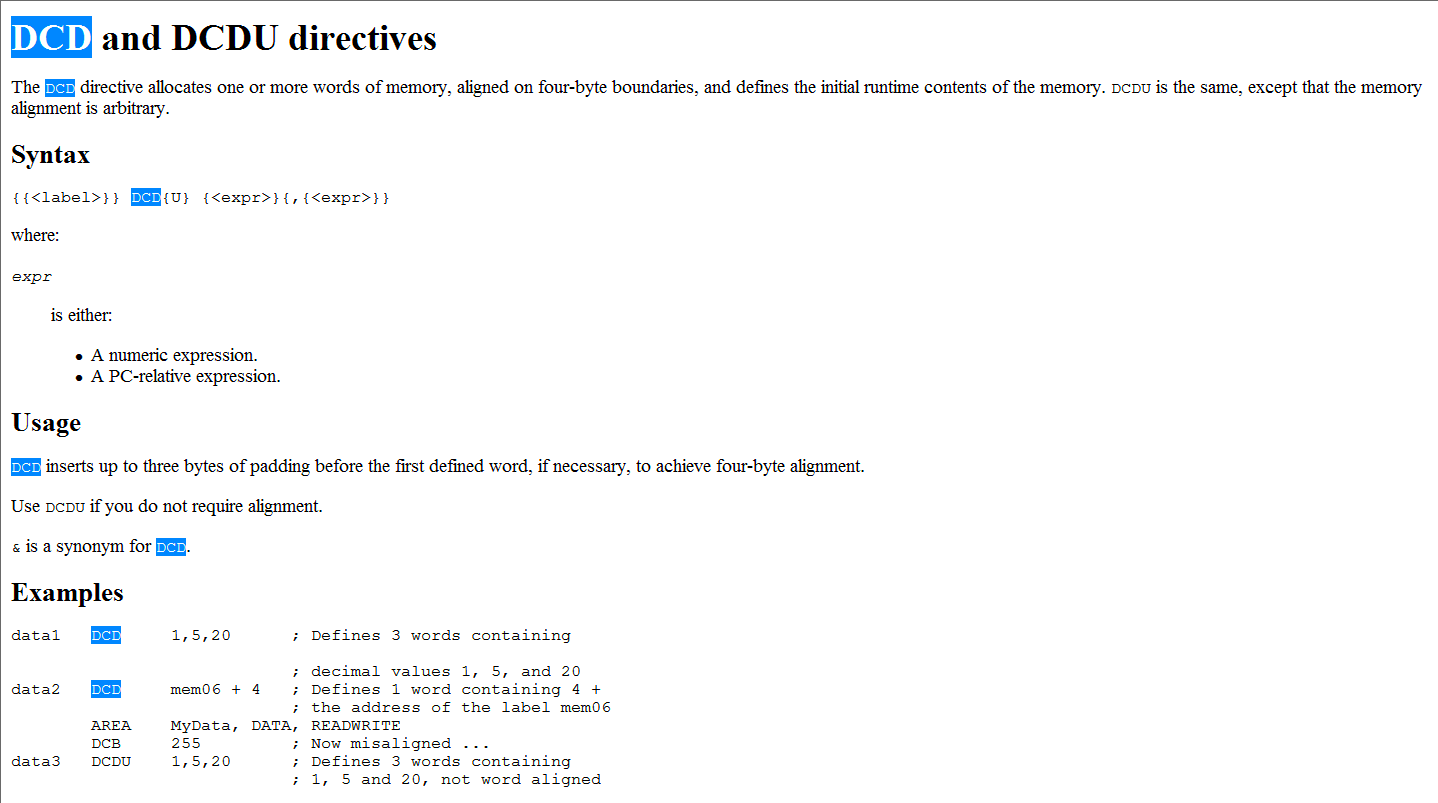 DCD and DCDU directives
The DCD directive allocates one or more words of memory, aligned on four-byte boundaries, and defines the initial runtime contents of the memory. DCDU is the same, except that the memory
alignment is arbitrary.
Syntax
{{<label>}} DCD{U} {<expr>}{,{<expr>}}
where:
expr
is either:
• A numeric expression.
• A PC-relative expression.
Usage
DCD inserts up to three bytes of padding before the first defined word, if necessary, to achieve four-byte alignment.
Use DCDU if you do not require alignment.
& is a synonym for DCD.
Examples
data1   DCD     1,5,20      ; Defines 3 words containing
                            ; decimal values 1, 5, and 20
data2   DCD     mem06 + 4   ; Defines 1 word containing 4 +
                            ; the address of the label mem06
        AREA    MyData, DATA, READWRITE
        DCB     255         ; Now misaligned ...
data3   DCDU    1,5,20      ; Defines 3 words containing
                            ; 1, 5 and 20, not word aligned